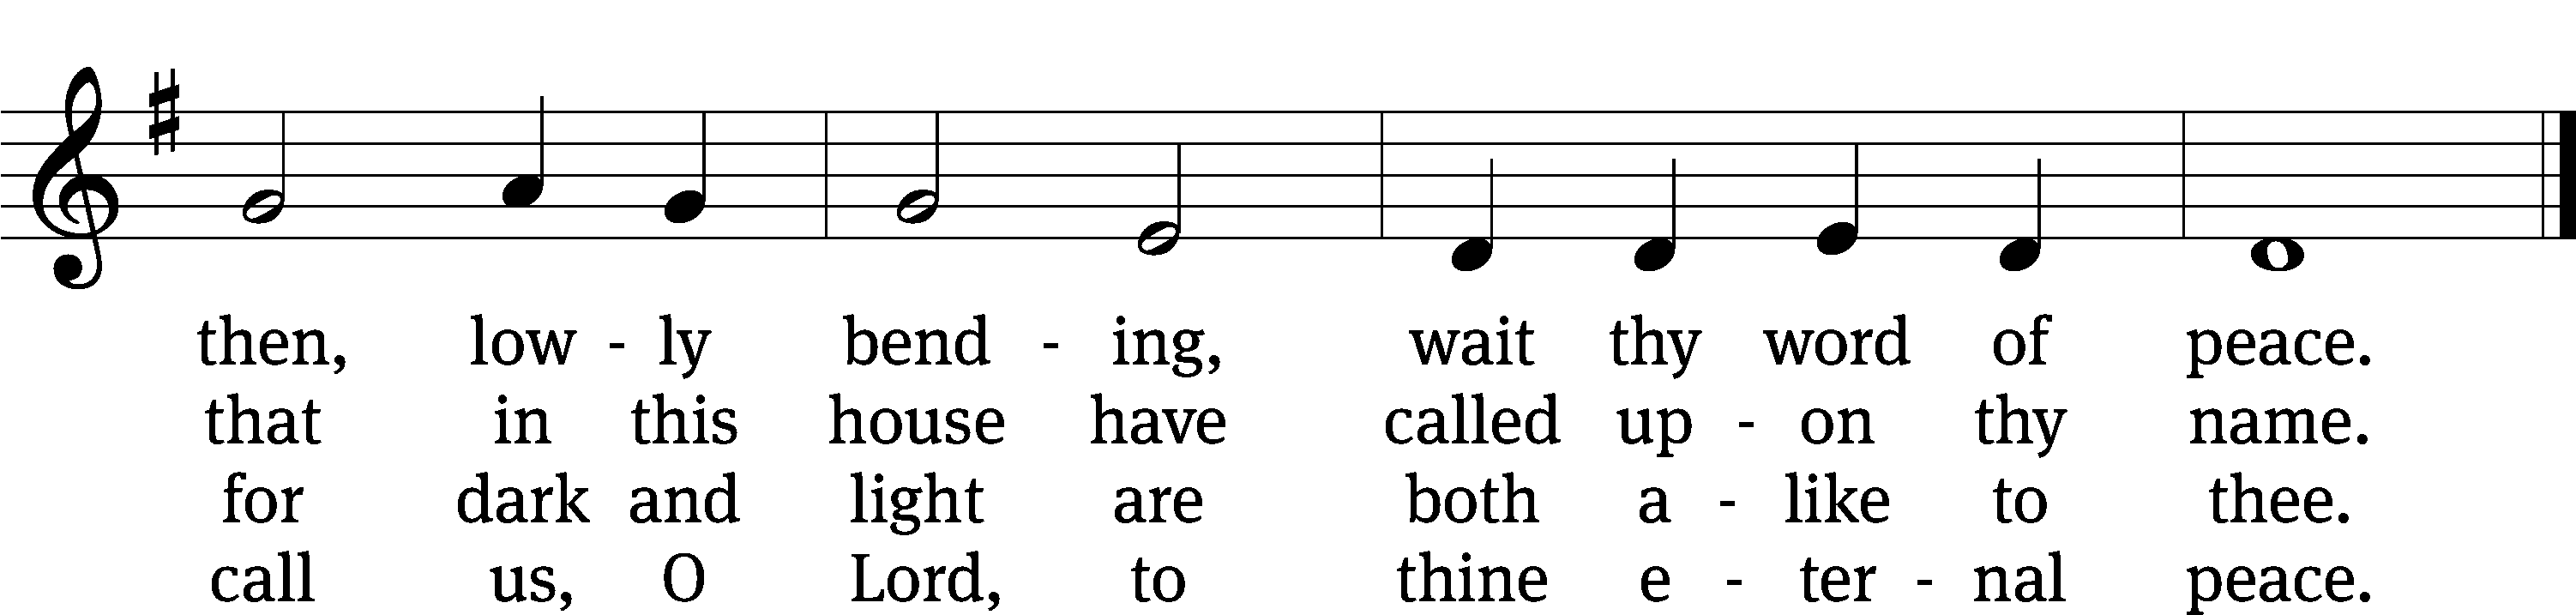 then, low - ly bend - ing, wait thy word of peace.
that in this house have called up - on thy name.
for dark and light are both a - like to thee.
call us, O Lord, to thine e - ter - nal peace.